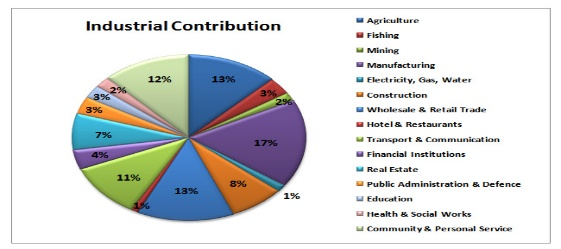 Industrial Contribution
13%
3%
2%
17%
1%
8%
13%
1%
11%
4%
7%
3%
3%
2%
12%
Agriculture
Fishing
Mining
Manufacturing
Electricity, Gas, Water
Construction
Wholesale & Retail Trade
Hotel & Restaurants
Transport & Communication
Financial Institutions
Real Estate
Public Administration & Defence
Education
Health & Social Works
Community & Personal Service